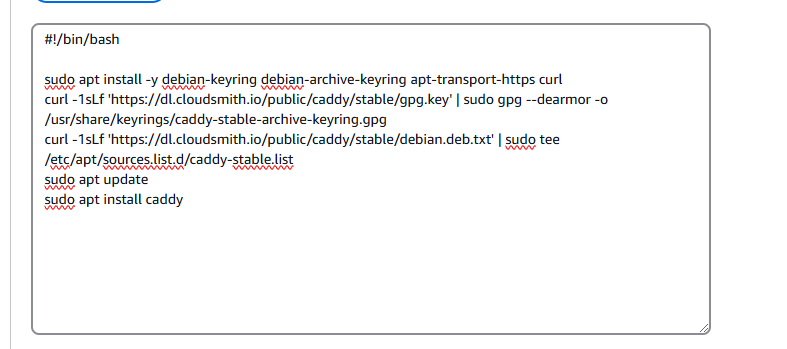 #!/bin/bash

sudo apt install -y debian-keyring debian-archive-keyring apt-transport-https curl
curl -1sLf 'https://dl.cloudsmith.io/public/caddy/stable/gpg.key' | sudo gpg --dearmor -o
/usr/share/keyrings/caddy-stable-archive-keyring.gpg
curl -1sLf 'https://dl.cloudsmith.io/public/caddy/stable/debian.deb.txt' | sudo tee
/etc/apt/sources.list.d/caddy-stable.list
sudo apt update
sudo apt install caddy